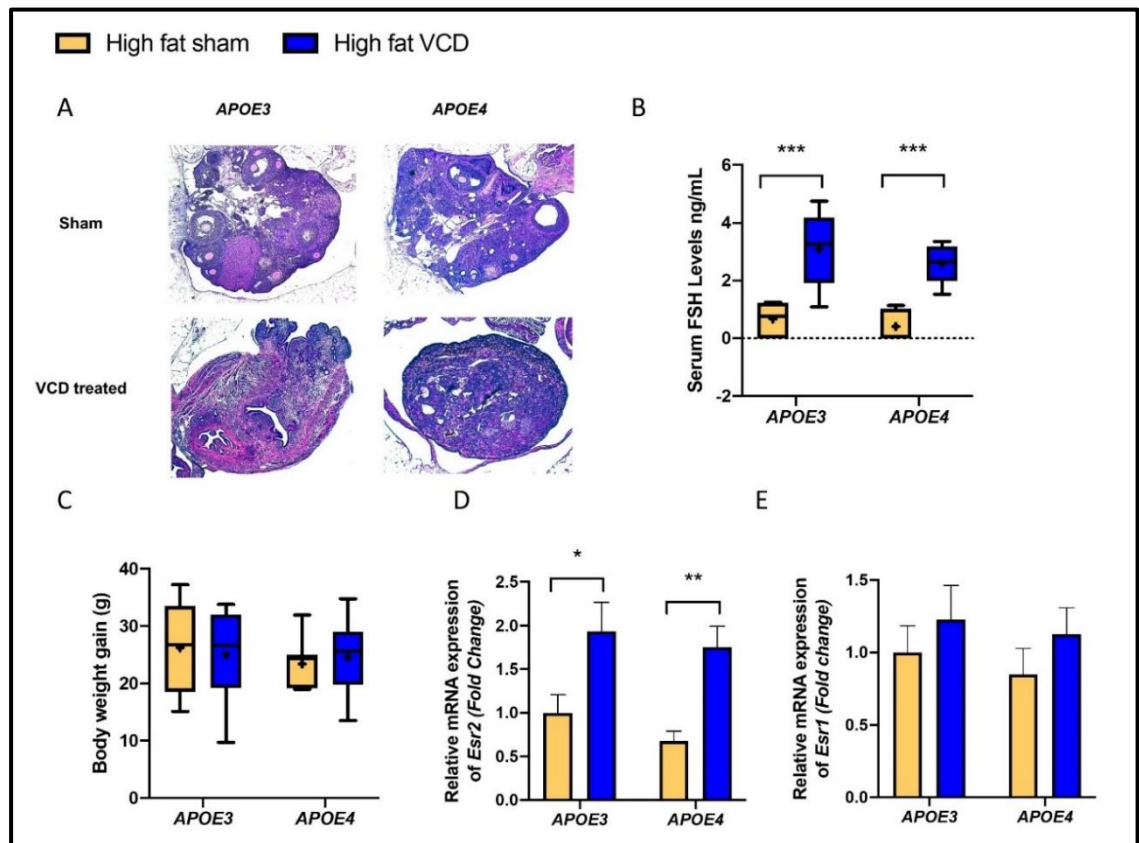 High fat sham
High fat VCD
A
APOE3
APOE4
Sham
VCD treated
B
***
***
Serum FSH Levels ng/mL
6
4
2
0
-2
APOE3
APOE4
C
Body weight gain (g)
40
30
20
10
0
APOE3
APOE4
D
*
**
Relative mRNA expression
of Esr2 (Fold Change)
2.5
2.0
1.5
1.0
0.5
0.0
APOE3
APOE4
E
Relative mRNA expression
of Esr1 (Fold change)
1.5
1.0
0.5
0.0
APOE3
APOE4